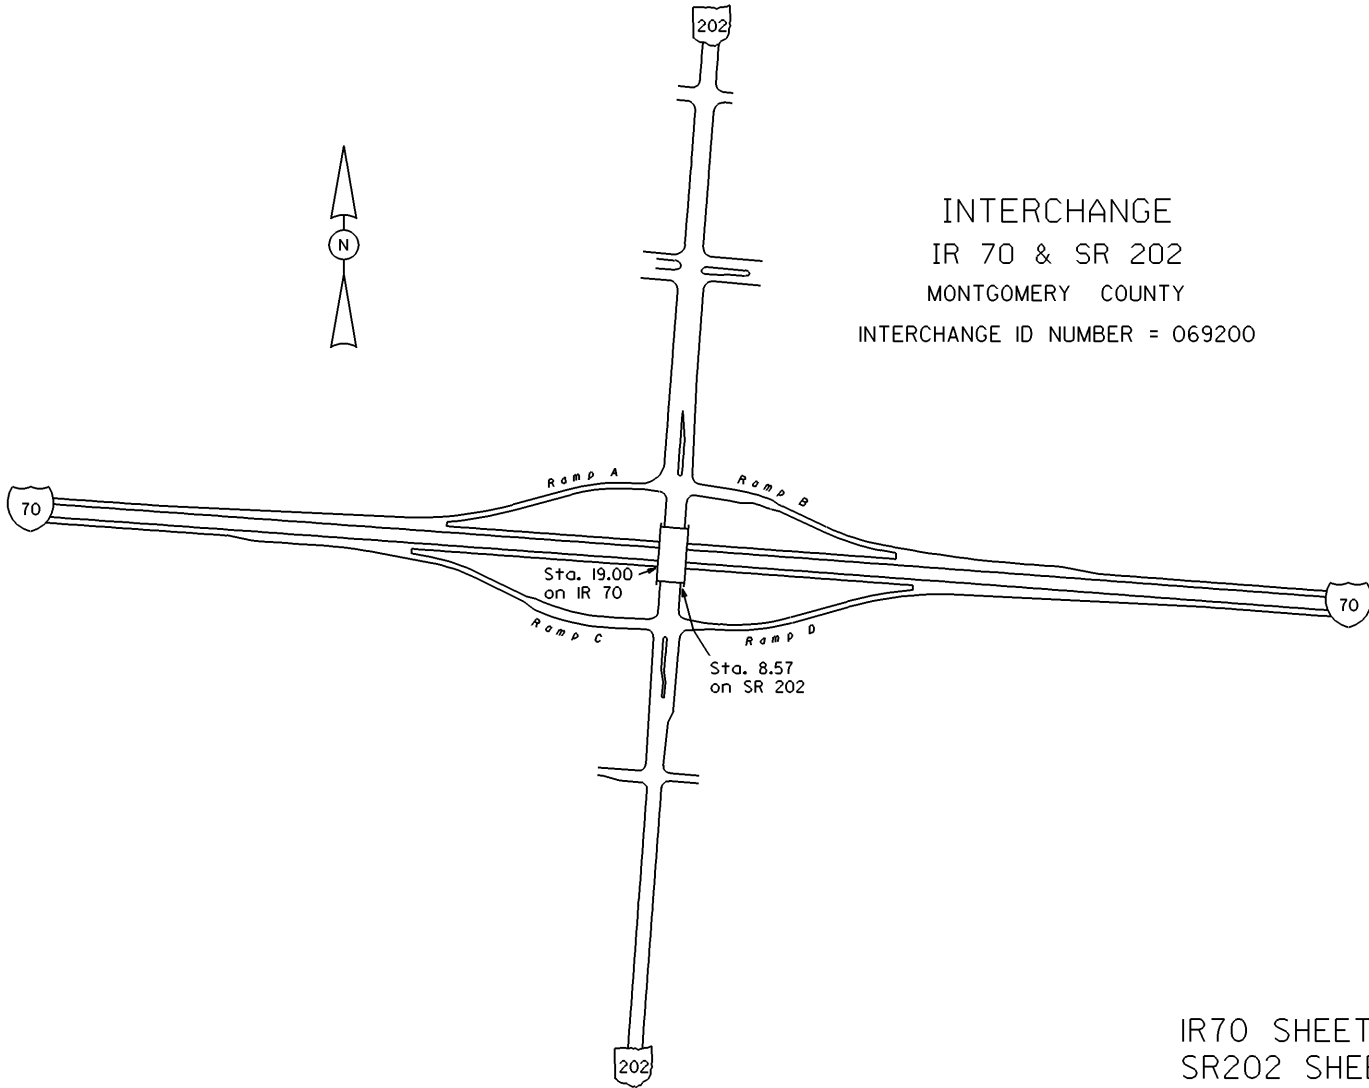 202
N
INTERCHANGE
IR 70 & SR 202
MONTGOMERY COUNTY
INTERCHANGE ID NUMBER = 069200
Ramp A
Ramp B
70
Sta. 19.00
on IR 70
70
Ramp C
Ramp D
Sta. 8.57
on SR 202
IR70 SHEET
SR202
202